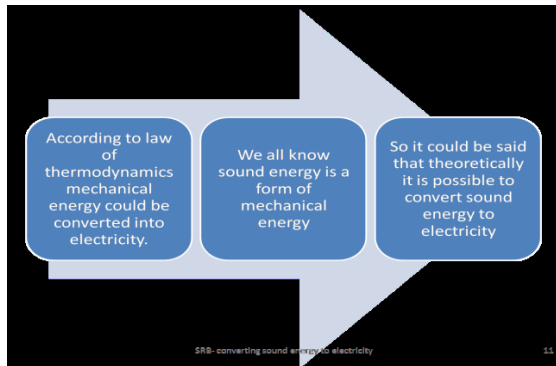 According to law
of
thermodynamics
mechanical
energy could be
converted into
electricity.
We all know
sound energy is a
form of
mechanical
energy
So it could be said
that theoretically
it is possible to
convert sound
energy to
electricity
SRB- converting sound energy to electricity
11